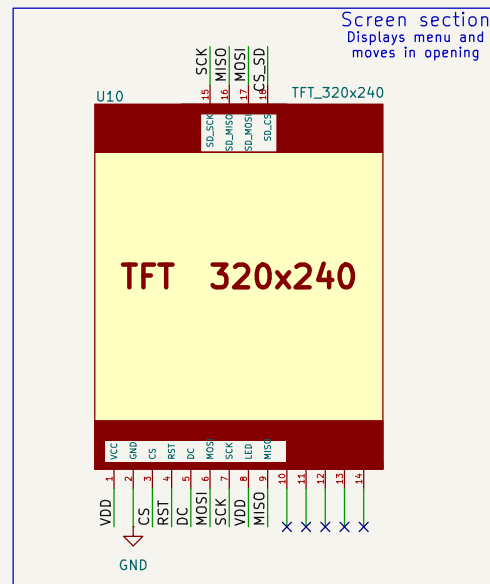 Screen section
Displays menu and
moves in opening
SCK
MISO
MOSI
CS_SD
U10
TFT_320x240
15
16
17
18
SD_SCK
SD_MISO
SD_MOSI
SD_CS
TFT 320x240
VCC
GND
CS
RST
DC
MOSI
SCK
LED
MISO
1
2
3
4
5
6
7
8
9
10
11
12
13
14
VDD
CS
RST
DC
MOSI
SCK
VDD
MISO
GND